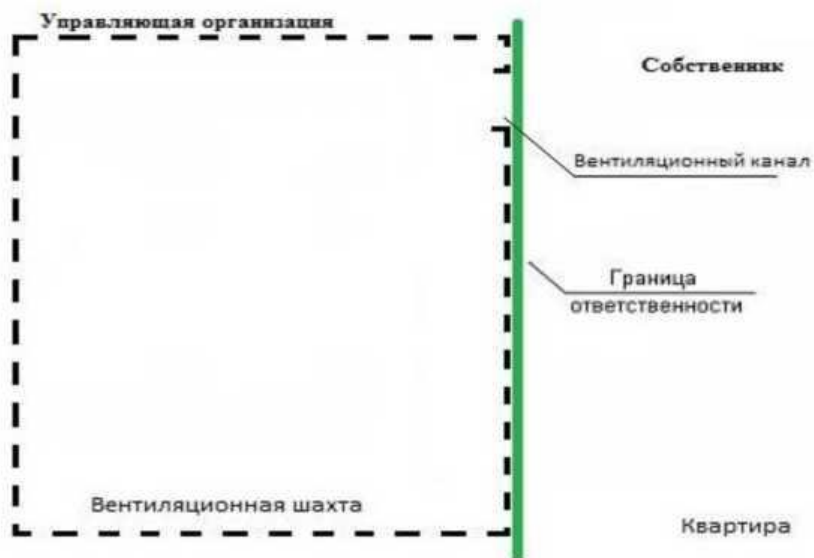 Управляющая организация
Собственник
Вентиляционный канал
Граница
ответственности
Вентиляционная шахта
Квартира